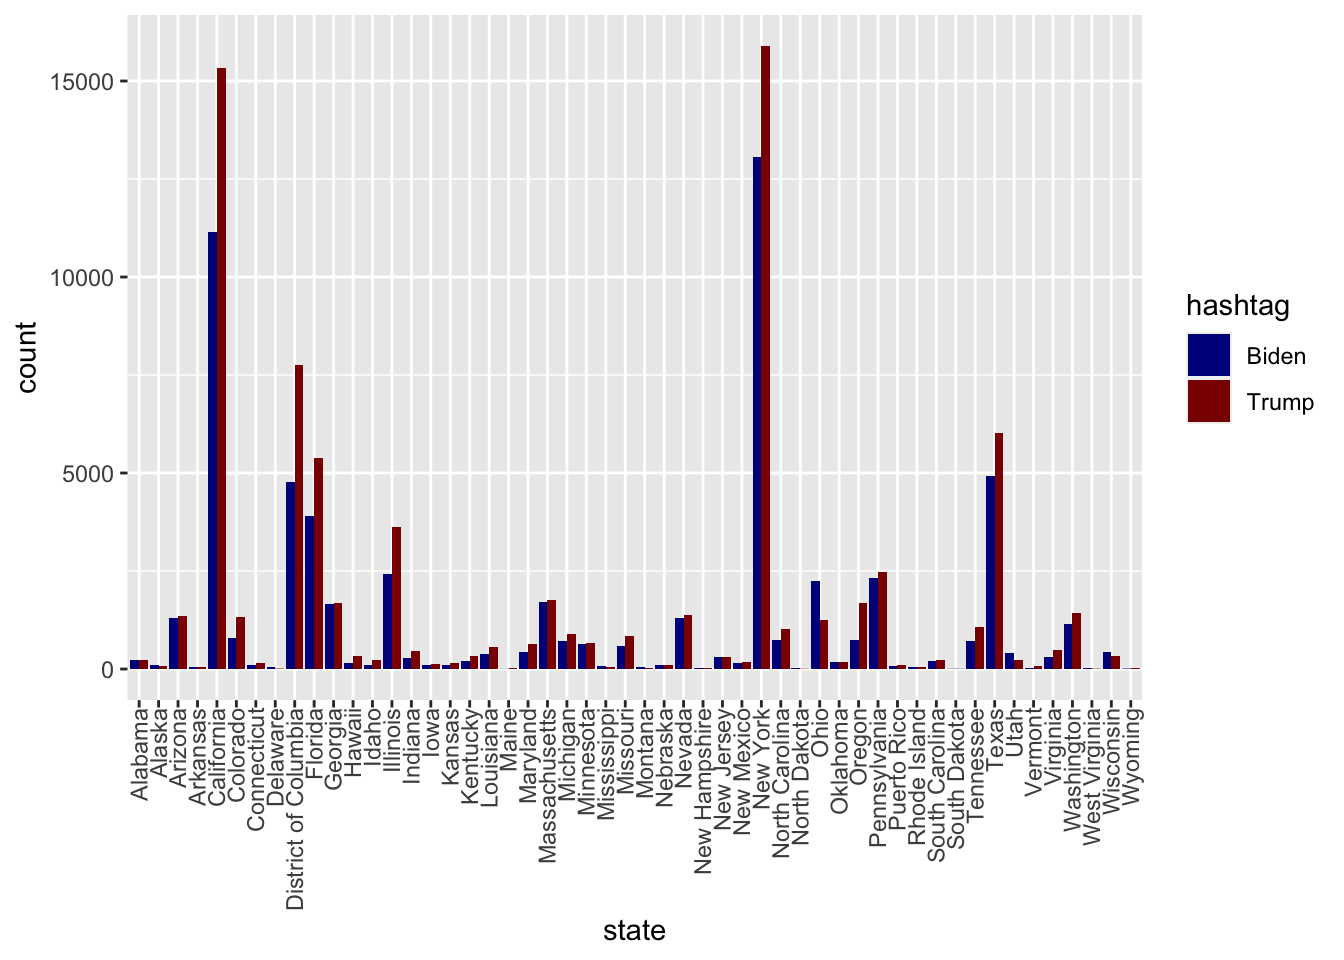 15000
10000
5000
0
count
Alabama
Alaska
Arizona
Arkansas
California
Colorado
Connecticut
Delaware
District of Columbia
Florida
Georgia
Hawaii
Idaho
Illinois
Indiana
Iowa
Kansas
Kentucky
Louisiana
Maine
Maryland
Massachusetts
Michigan
Minnesota
Mississippi
Missouri
Montana
Nebraska
Nevada
New Hampshire
New Jersey
New Mexico
New York
North Carolina
North Dakota
Ohio
Oklahoma
Oregon
Pennsylvania
Puerto Rico
Rhode Island
South Carolina
South Dakota
Tennessee
Texas
Utah
Vermont
Virginia
Washington
West Virginia
Wisconsin
Wyoming
state
hashtag
Biden
Trump